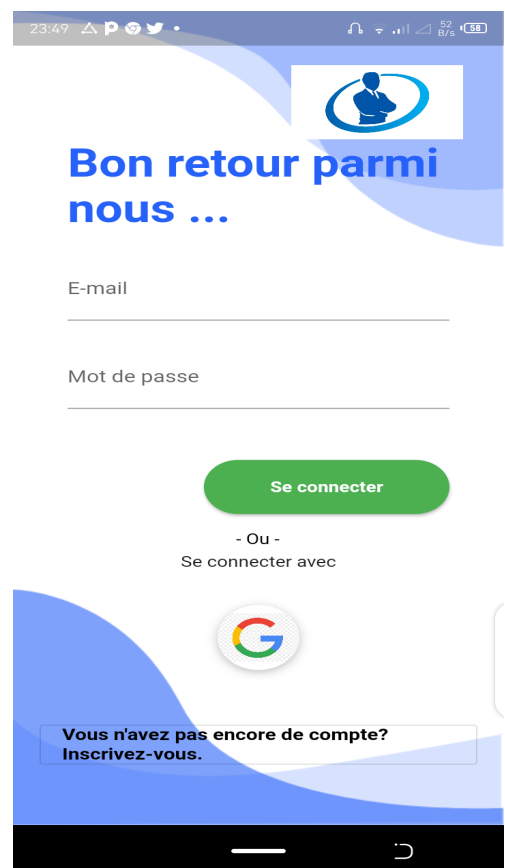 23:49
52
B/s
58
Bon retour parmi
nous ...
E-mail
Mot de passe
Se connecter
- Ou -
Se connecter avec
G
Vous n'avez pas encore de compte?
Inscrivez-vous.